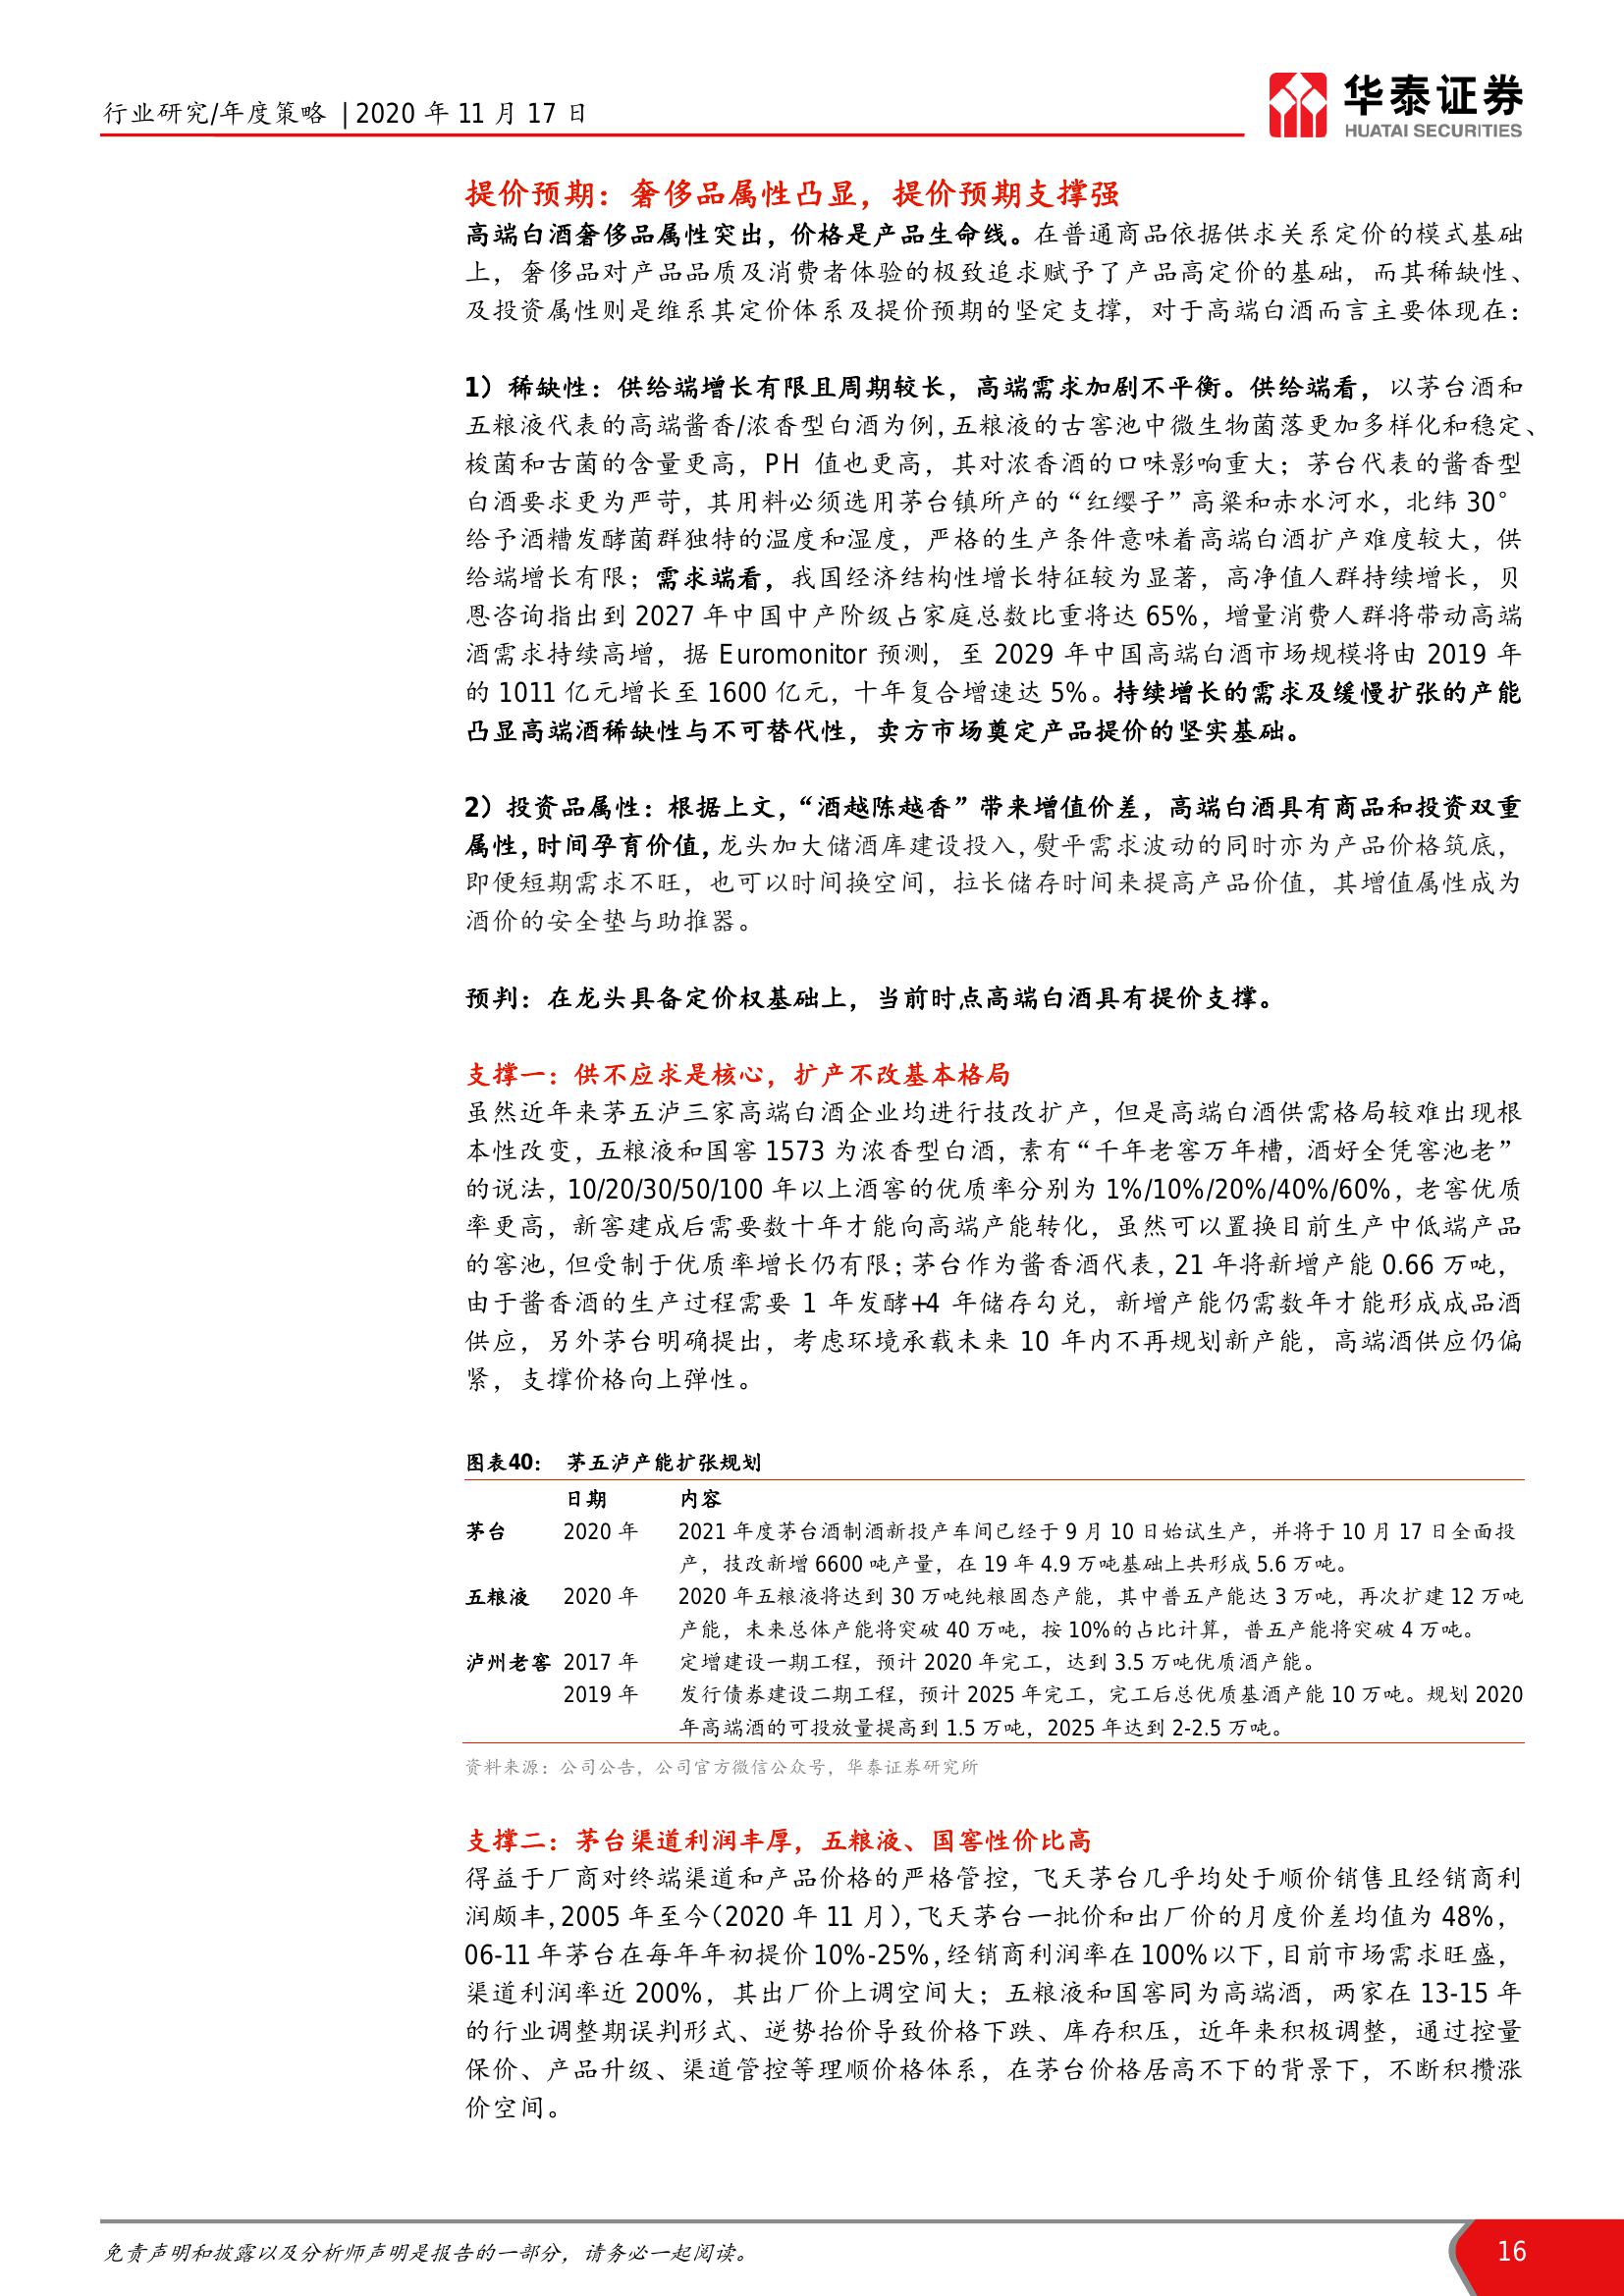 行业研究/年度策略 | 2020 年 11 月 17 日
华泰证券
HUATAI SECURITIES
提价预期：奢侈品属性凸显，提价预期支撑强
高端白酒奢侈品属性突出，价格是产品生命线。在普通商品依据供求关系定价的模式基础
上，奢侈品对产品品质及消费者体验的极致追求赋予了产品高定价的基础，而其稀缺性、
及投资属性则是维系其定价体系及提价预期的坚定支撑，对于高端白酒而言主要体现在：
1）稀缺性：供给端增长有限且周期较长，高端需求加剧不平衡。供给端看，以茅台酒和
五粮液代表的高端酱香/浓香型白酒为例，五粮液的古窖池中微生物菌落更加多样化和稳定、
梭菌和古菌的含量更高，PH 值也更高，其对浓香酒的口味影响重大；茅台代表的酱香型
白酒要求更为严苛，其用料必须选用茅台镇所产的“红缨子”高粱和赤水河水，北纬 30°
给予酒糟发酵菌群独特的温度和湿度，严格的生产条件意味着高端白酒扩产难度较大，供
给端增长有限；需求端看，我国经济结构性增长特征较为显著，高净值人群持续增长，贝
恩咨询指出到 2027 年中国中产阶级占家庭总数比重将达 65%，增量消费人群将带动高端
酒需求持续高增，据 Euromonitor 预测，至 2029 年中国高端白酒市场规模将由 2019 年
的 1011 亿元增长至 1600 亿元，十年复合增速达 5%。持续增长的需求及缓慢扩张的产能
凸显高端酒稀缺性与不可替代性，卖方市场奠定产品提价的坚实基础。
2）投资品属性：根据上文，“酒越陈越香”带来增值价差，高端白酒具有商品和投资双重
属性，时间孕育价值，龙头加大储酒库建设投入，熨平需求波动的同时亦为产品价格筑底，
即便短期需求不旺，也可以时间换空间，拉长储存时间来提高产品价值，其增值属性成为
酒价的安全垫与助推器。
预判：在龙头具备定价权基础上，当前时点高端白酒具有提价支撑。
支撑一：供不应求是核心，扩产不改基本格局
虽然近年来茅五泸三家高端白酒企业均进行技改扩产，但是高端白酒供需格局较难出现根
本性改变，五粮液和国窖 1573 为浓香型白酒，素有“千年老窖万年槽，酒好全凭窖池老”
的说法，10/20/30/50/100 年以上酒窖的优质率分别为 1%/10%/20%/40%/60%，老窖优质
率更高，新窖建成后需要数十年才能向高端产能转化，虽然可以置换目前生产中低端产品
的窖池，但受制于优质率增长仍有限；茅台作为酱香酒代表，21 年将新增产能 0.66 万吨，
由于酱香酒的生产过程需要 1 年发酵+4 年储存勾兑，新增产能仍需数年才能形成成品酒
供应，另外茅台明确提出，考虑环境承载未来 10 年内不再规划新产能，高端酒供应仍偏
紧，支撑价格向上弹性。
图表40： 茅五泸产能扩张规划
日期 内容
茅台 2020 年 2021 年度茅台酒制酒新投产车间已经于 9 月 10 日始试生产，并将于 10 月 17 日全面投
产，技改新增 6600 吨产量，在 19 年 4.9 万吨基础上共形成 5.6 万吨。
五粮液 2020 年 2020 年五粮液将达到 30 万吨纯粮固态产能，其中普五产能达 3 万吨，再次扩建 12 万吨
产能，未来总体产能将突破 40 万吨，按 10%的占比计算，普五产能将突破 4 万吨。
泸州老窖 2017 年 定增建设一期工程，预计 2020 年完工，达到 3.5 万吨优质酒产能。
2019 年 发行债券建设二期工程，预计 2025 年完工，完工后总优质基酒产能 10 万吨。规划 2020
年高端酒的可投放量提高到 1.5 万吨，2025 年达到 2-2.5 万吨。
资料来源：公司公告，公司官方微信公众号，华泰证券研究所
支撑二：茅台渠道利润丰厚，五粮液、国窖性价比高
得益于厂商对终端渠道和产品价格的严格管控，飞天茅台几乎均处于顺价销售且经销商利
润颇丰，2005 年至今（2020 年 11 月），飞天茅台一批价和出厂价的月度价差均值为 48%，
06-11 年茅台在每年年初提价 10%-25%，经销商利润率在 100%以下，目前市场需求旺盛，
渠道利润率近 200%，其出厂价上调空间大；五粮液和国窖同为高端酒，两家在 13-15 年
的行业调整期误判形式、逆势抬价导致价格下跌、库存积压，近年来积极调整，通过控量
保价、产品升级、渠道管控等理顺价格体系，在茅台价格居高不下的背景下，不断积攒涨
价空间。
免责声明和披露以及分析师声明是报告的一部分，请务必一起阅读。
16